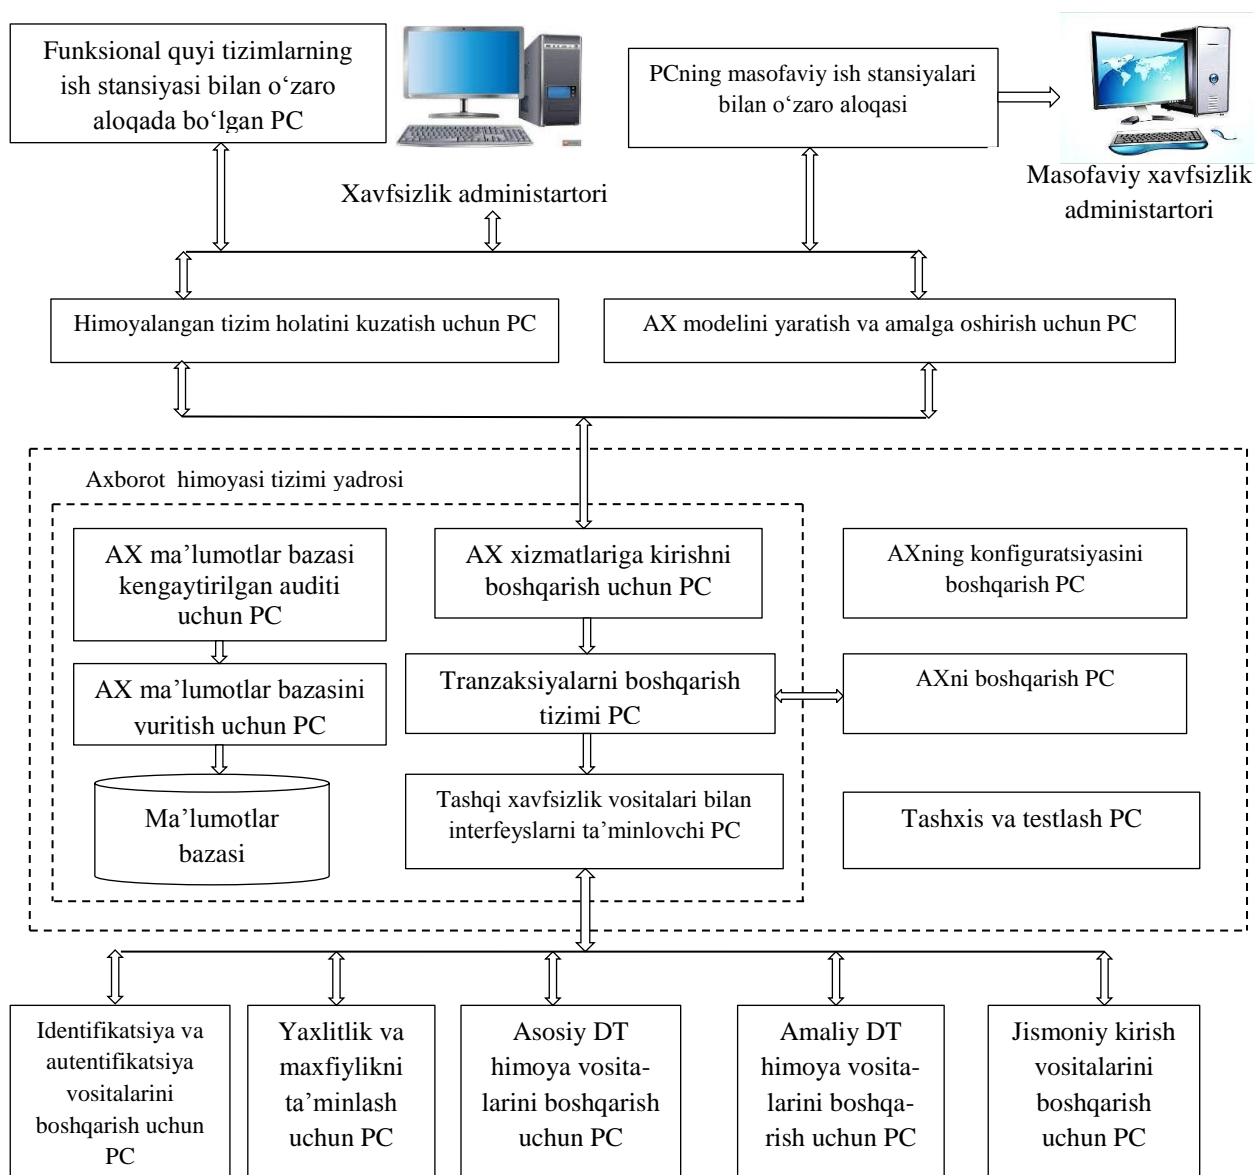 Funksional quyi tizimlarning
ish stansiyasi bilan o‘zaro
aloqada bo‘lgan PC
PCning masofaviy ish stansiyalari
bilan o‘zaro aloqasi
Xavfsizlik administartori
Masofaviy xavfsizlik
administartori
Himoyalangan tizim holatini kuzatish uchun PC
AX modelini yaratish va amalga oshirish uchun PC
Axborot himoyasi tizimi yadrosi
AX ma’lumotlar bazasi
kengaytirilgan auditi
uchun PC
AX xizmatlariga kirishni
boshqarish uchun PC
AXning konfiguratsiyasini
boshqarish PC
AX ma’lumotlar bazasini
yuritish uchun PC
Tranzaksiyalarni boshqarish
tizimi PC
AXni boshqarish PC
Ma’lumotlar
bazasi
Tashqi xavfsizlik vositalari bilan
interfeyslarni ta’minlovchi PC
Tashxis va testlash PC
Identifikatsiya va
autentifikatsiya
vositalarini
boshqarish uchun
PC
Yaxlitlik va
maxfiylikni
ta’minlash
uchun PC
Asosiy DT
himoya vosita-
larini boshqarish
uchun PC
Amaliy DT
himoya vosita-
larini boshqa-
rish uchun PC
Jismoniy kirish
vositalarini
boshqarish
uchun PC